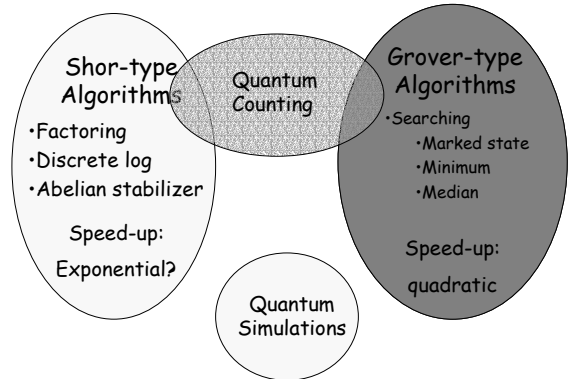 Shor-type
Algorithms
•Factoring
•Discrete log
•Abelian stabilizer
Speed-up:
Exponential?
Quantum
Counting
Grover-type
Algorithms
•Searching
•Marked state
•Minimum
•Median
Speed-up:
quadratic
Quantum
Simulations